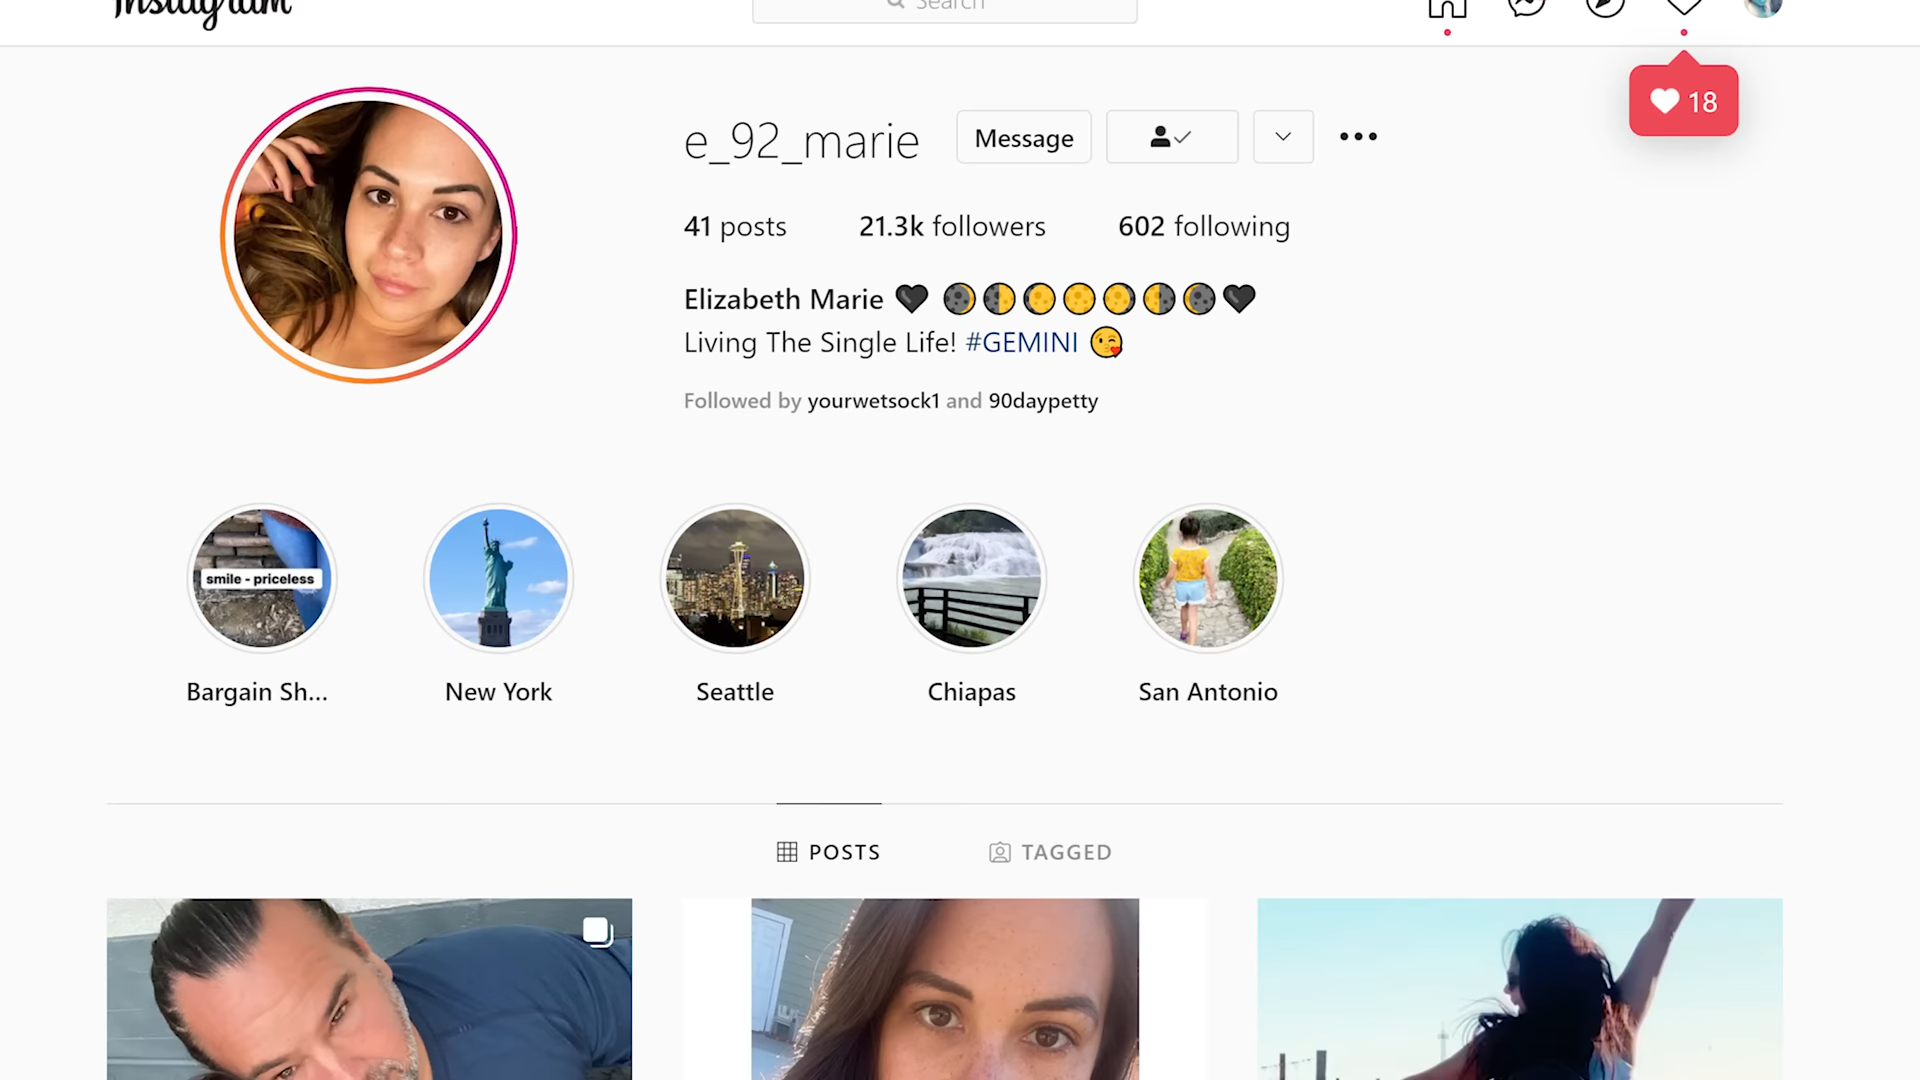 Instagram
Search
18
e_92_marie
Message
41 posts
21.3k followers
602 following
Elizabeth Marie 🖤 🌒🌓🌔🌕🌖🌗🌘🖤
Living The Single Life! #GEMINI 😘
Followed by yourwetsock1 and 90daypetty
smile - priceless
Bargain Sh...
New York
Seattle
Chiapas
San Antonio
POSTS
TAGGED